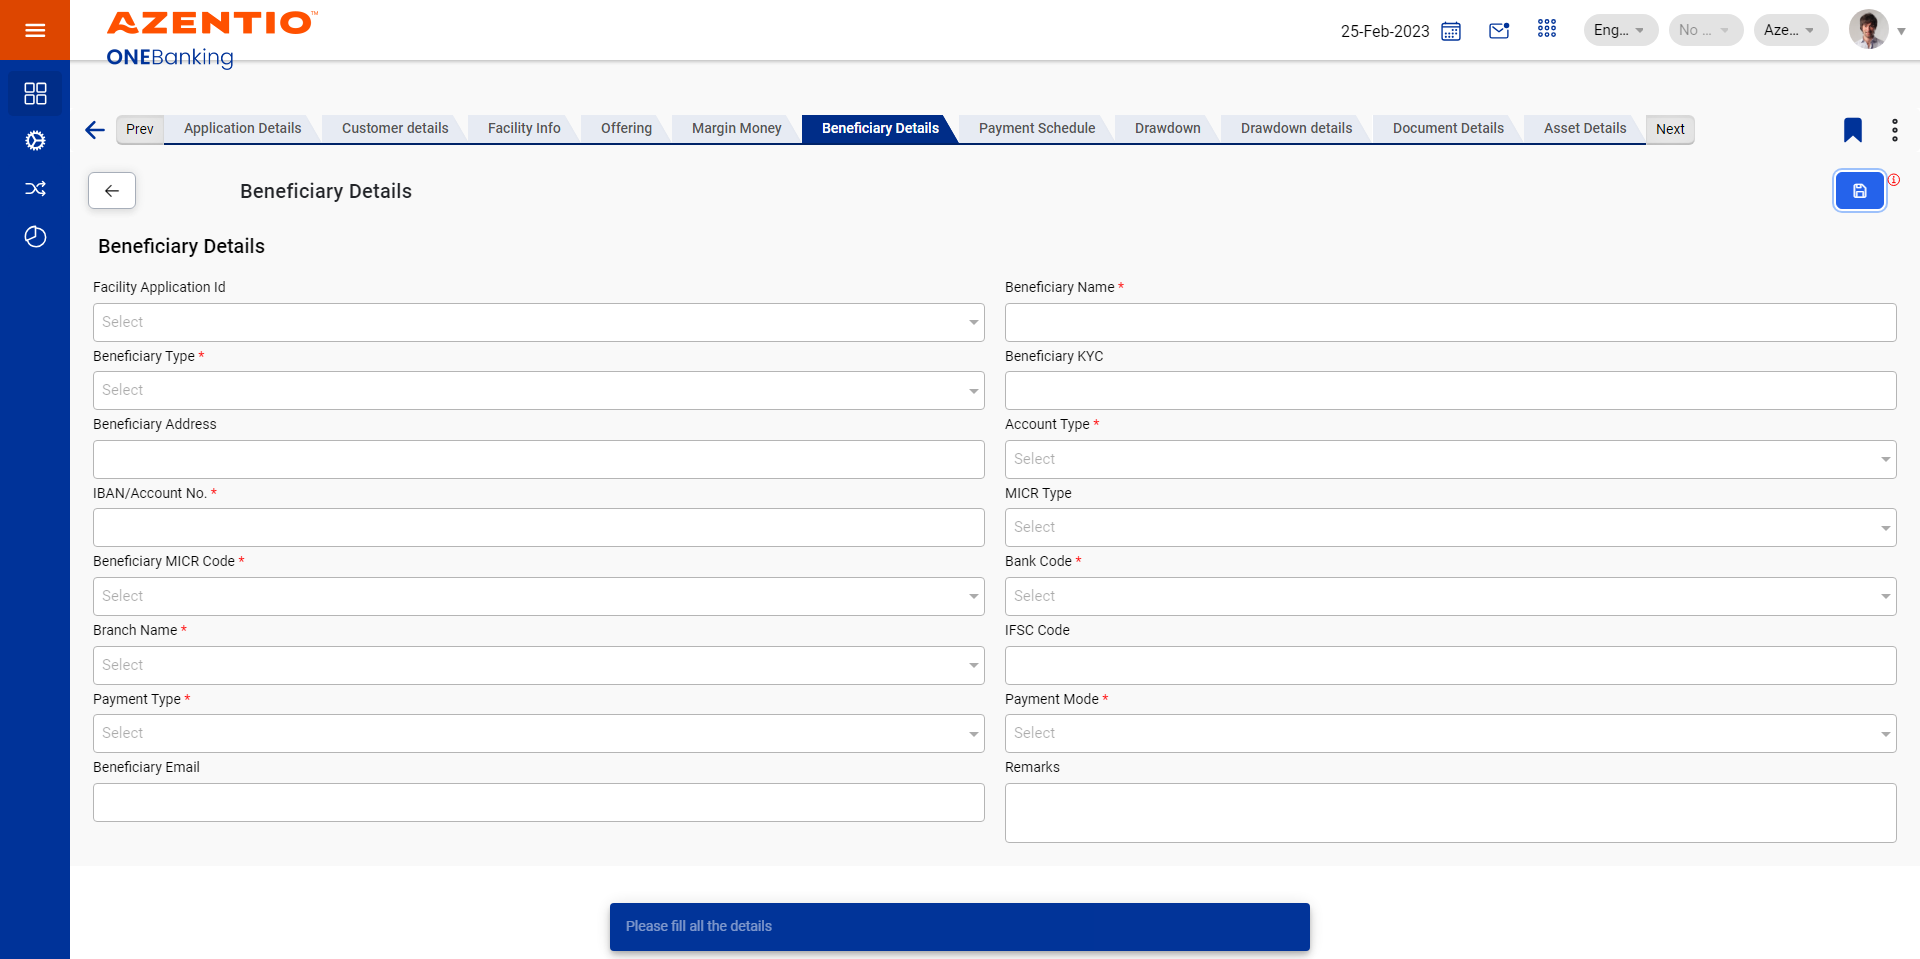 AZENTIO™
ONEBanking
25-Feb-2023
Eng...
No ...
Aze...
Prev
Application Details
Customer details
Facility Info
Offering
Margin Money
Beneficiary Details
Payment Schedule
Drawdown
Drawdown details
Document Details
Asset Details
Next
Beneficiary Details
Beneficiary Details
Facility Application Id
Beneficiary Name *
Select
Beneficiary Type *
Beneficiary KYC
Select
Beneficiary Address
Account Type *
Select
IBAN/Account No. *
MICR Type
Select
Beneficiary MICR Code *
Bank Code *
Select
Select
Branch Name *
IFSC Code
Select
Payment Type *
Payment Mode *
Select
Select
Beneficiary Email
Remarks
Please fill all the details